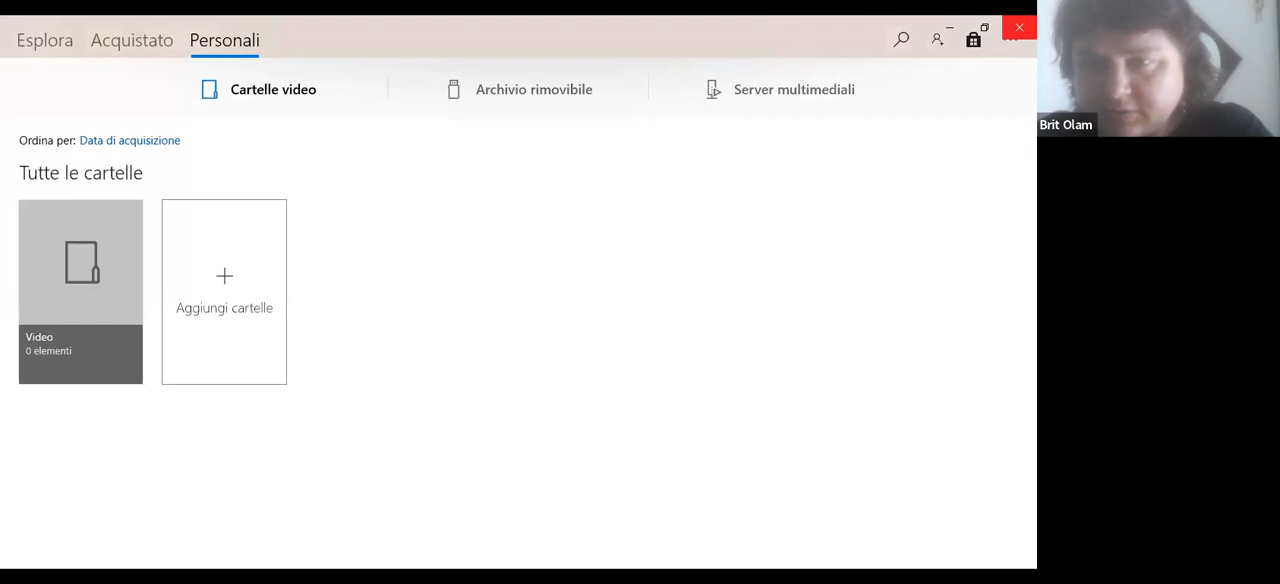 Esplora Acquistato Personali
Cartelle video Archivio rimovibile Server multimediali
Brit Olam
Ordina per: Data di acquisizione
Tutte le cartelle
Aggiungi cartelle
Video
0 elementi